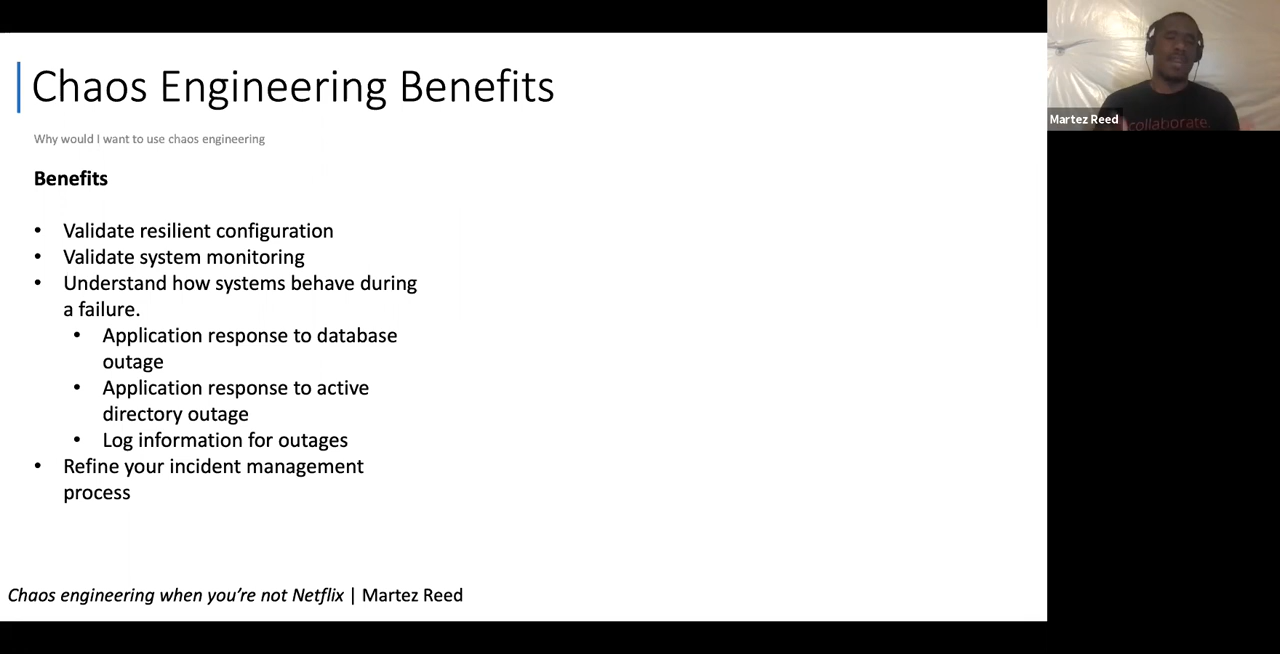 Chaos Engineering Benefits
Why would I want to use chaos engineering
Benefits
• Validate resilient configuration
• Validate system monitoring
• Understand how systems behave during
a failure.
• Application response to database
outage
• Application response to active
directory outage
• Log information for outages
• Refine your incident management
process
Chaos engineering when you're not Netflix | Martez Reed
Martez Reed
collaborate.